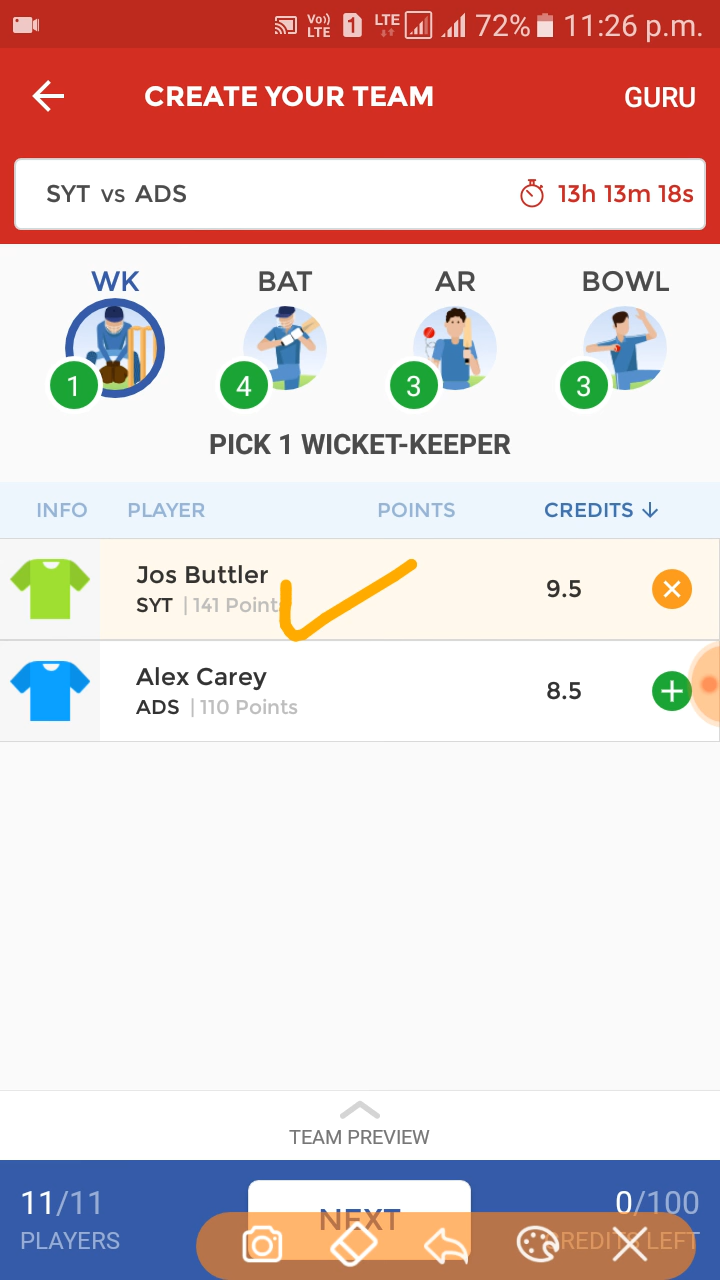 Vo))
LTE 1 LTE 72% 11:26 p.m.
CREATE YOUR TEAM GURU
SYT vs ADS 13h 13m 18s
WK BAT AR BOWL
1 4 3 3
PICK 1 WICKET-KEEPER
INFO PLAYER POINTS CREDITS
Jos Buttler
SYT | 141 Point 9.5
Alex Carey
ADS | 110 Points 8.5
TEAM PREVIEW
11/11 NEXT 0/100
PLAYERS REDITS LEFT